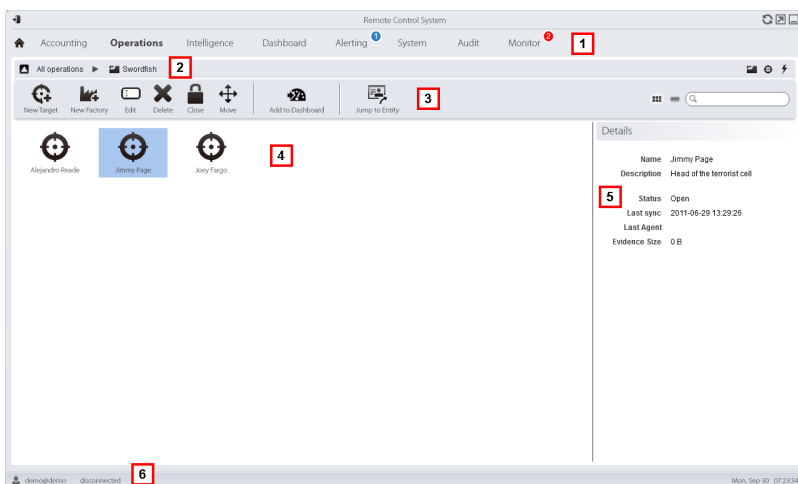 Remote Control System
Accounting Operations Intelligence Dashboard Alerting 1 System Audit Monitor 2 1
All operations Swordfish 2
New Target New Factory Edit Delete Close Move Add to Dashboard Jump to Entity 3
Details
Alejandro Reade Jimmy Page Joey Fargo 4
Name Jimmy Page
Description Head of the terrorist cell
5 Status Open
Last sync 2011-06-29 13:29:26
Last Agent
Evidence Size 0 B
demo@demo disconnected 6 Mon, Sep 30 07:23:34